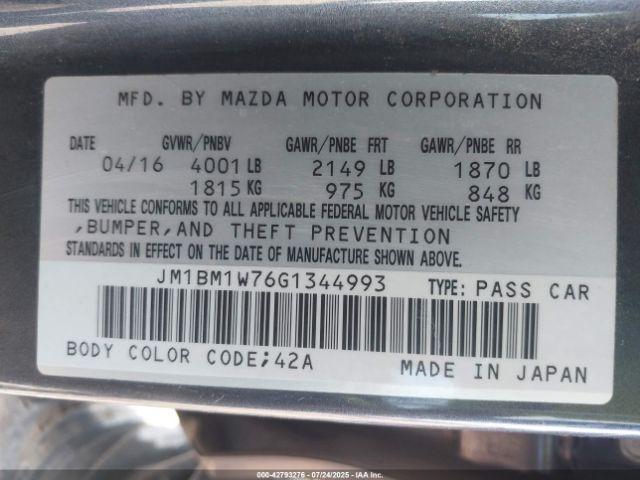 MFD. BY MAZDA MOTOR CORPORATION
DATE GVWR/PNBV GAWR/PNBE FRT GAWR/PNBE RR
04/16 4001 LB 2149 LB 1870 LB
1815 KG 975 KG 848 KG
THIS VEHICLE CONFORMS TO ALL APPLICABLE FEDERAL MOTOR VEHICLE SAFETY
,BUMPER,AND THEFT PREVENTION
STANDARDS IN EFFECT ON THE DATE OF MANUFACTURE SHOWN ABOVE.
JM1BM1W76G1344993 TYPE: PASS CAR
BODY COLOR CODE;42A MADE IN JAPAN
000-42793276 - 07/24/2025 - IAAI